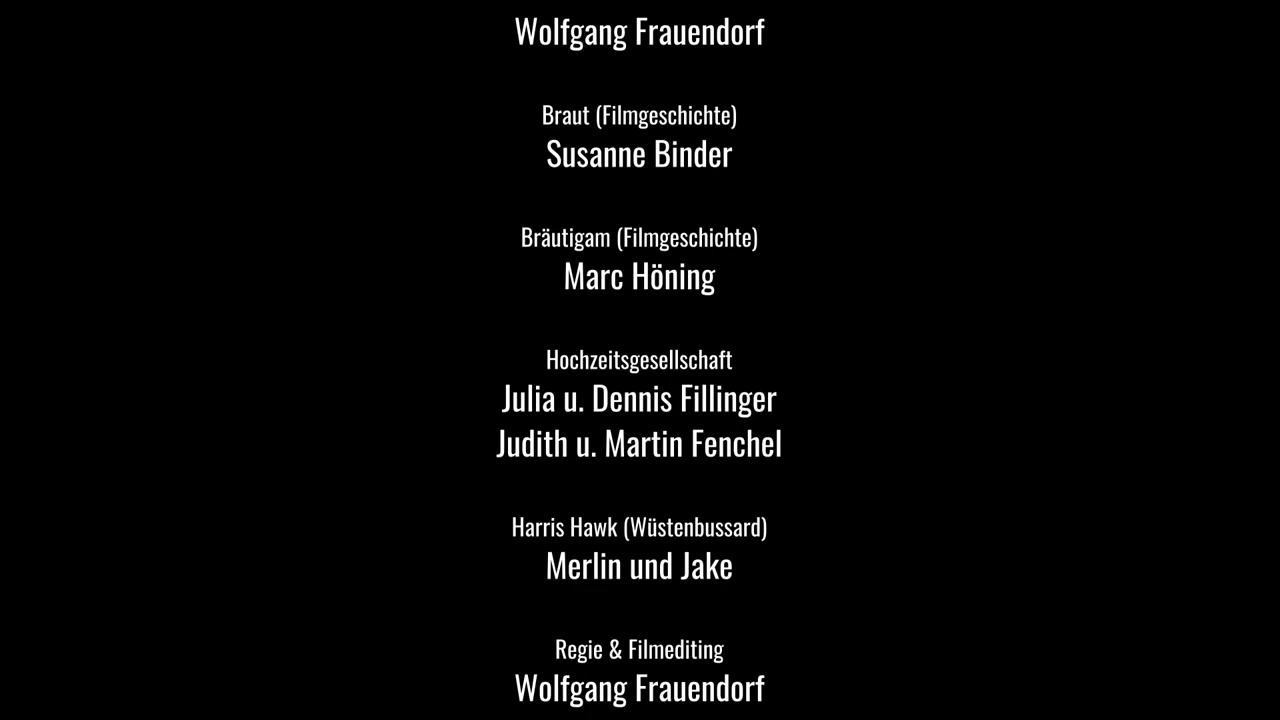 Wolfgang Frauendorf
Braut (Filmgeschichte)
Susanne Binder
Bräutigam (Filmgeschichte)
Marc Höning
Hochzeitsgesellschaft
Julia u. Dennis Fillinger
Judith u. Martin Fenchel
Harris Hawk (Wüstenbussard)
Merlin und Jake
Regie & Filmediting
Wolfgang Frauendorf